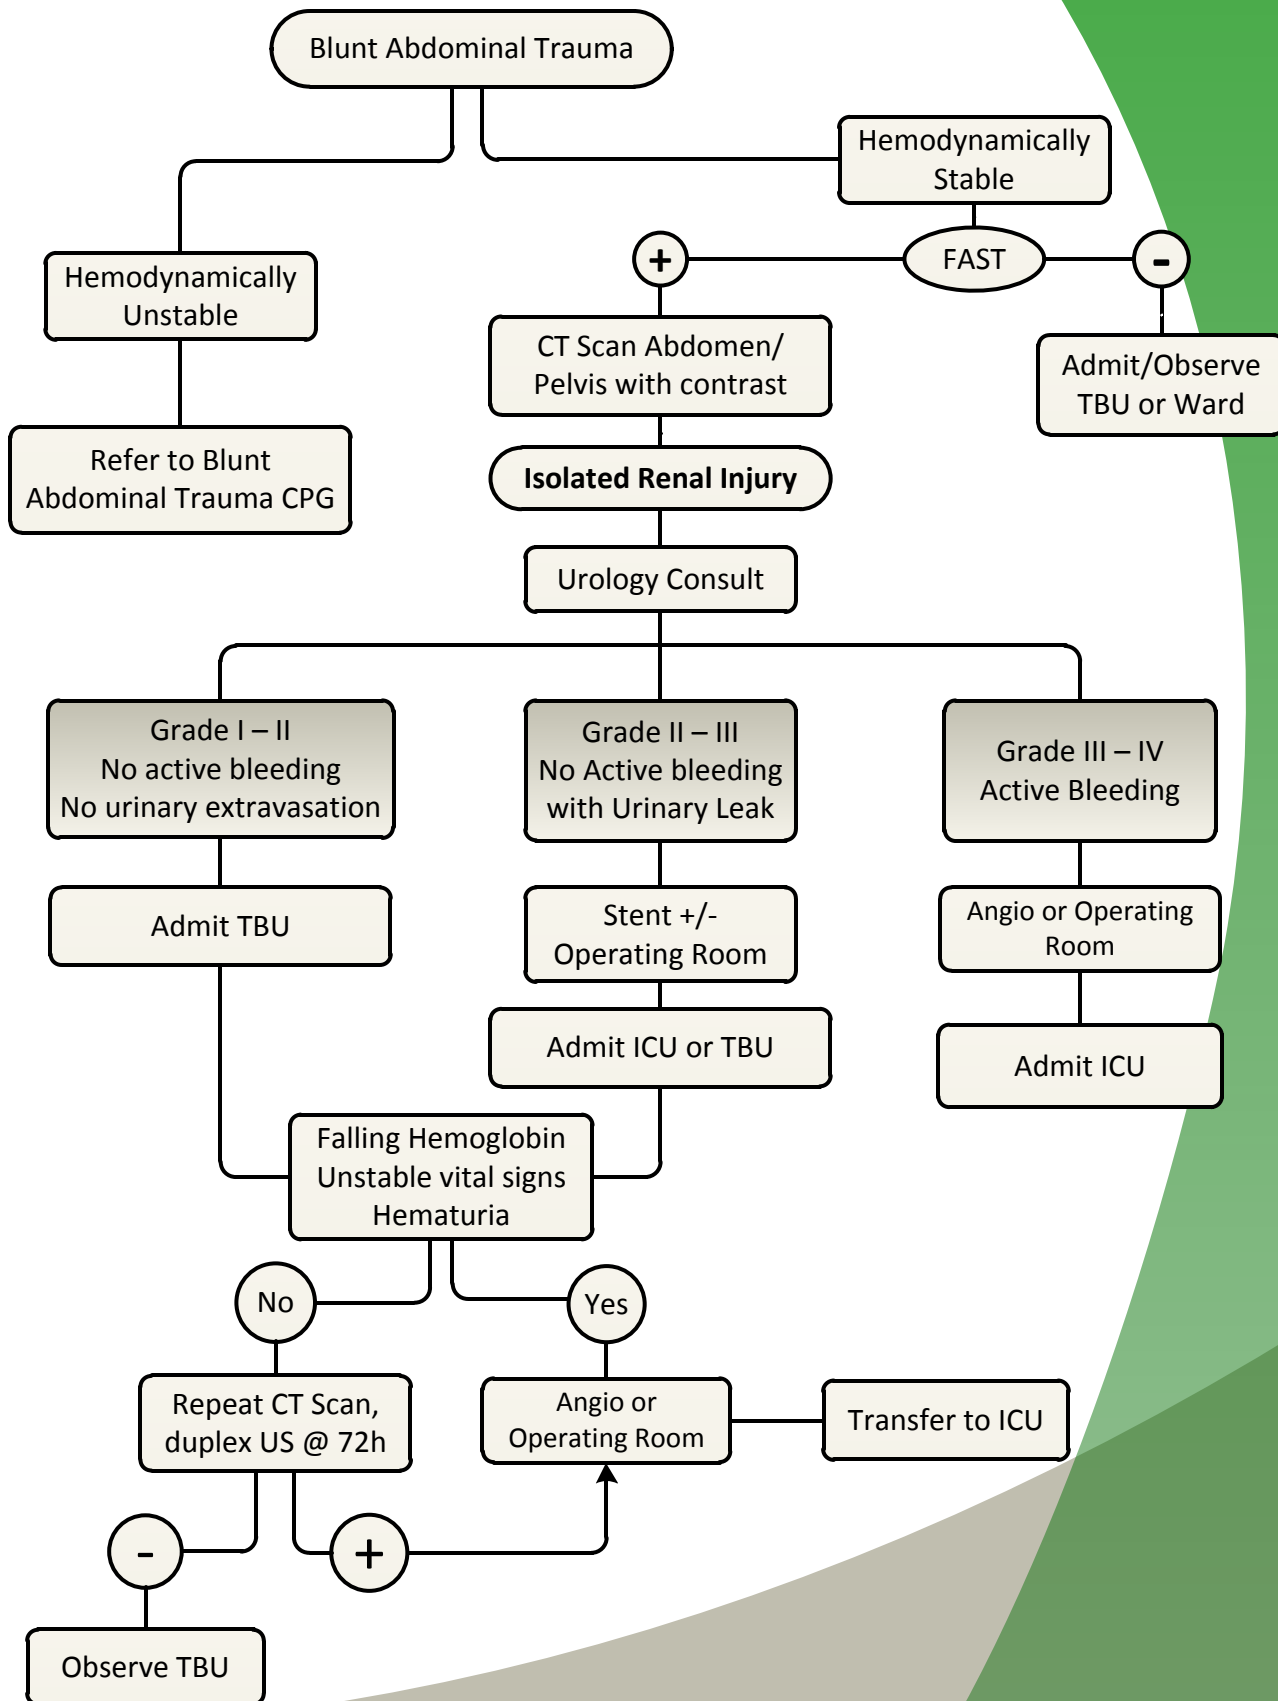 Blunt Abdominal Trauma
Hemodynamically
Stable
FAST
+
-
Hemodynamically
Unstable
CT Scan Abdomen/
Pelvis with contrast
Admit/Observe
TBU or Ward
Refer to Blunt
Abdominal Trauma CPG
Isolated Renal Injury
Urology Consult
Grade I – II
No active bleeding
No urinary extravasation
Grade II – III
No Active bleeding
with Urinary Leak
Grade III – IV
Active Bleeding
Admit TBU
Stent +/-
Operating Room
Angio or Operating
Room
Admit ICU or TBU
Admit ICU
Falling Hemoglobin
Unstable vital signs
Hematuria
No
Yes
Repeat CT Scan,
duplex US @ 72h
Angio or
Operating Room
Transfer to ICU
-
+
Observe TBU